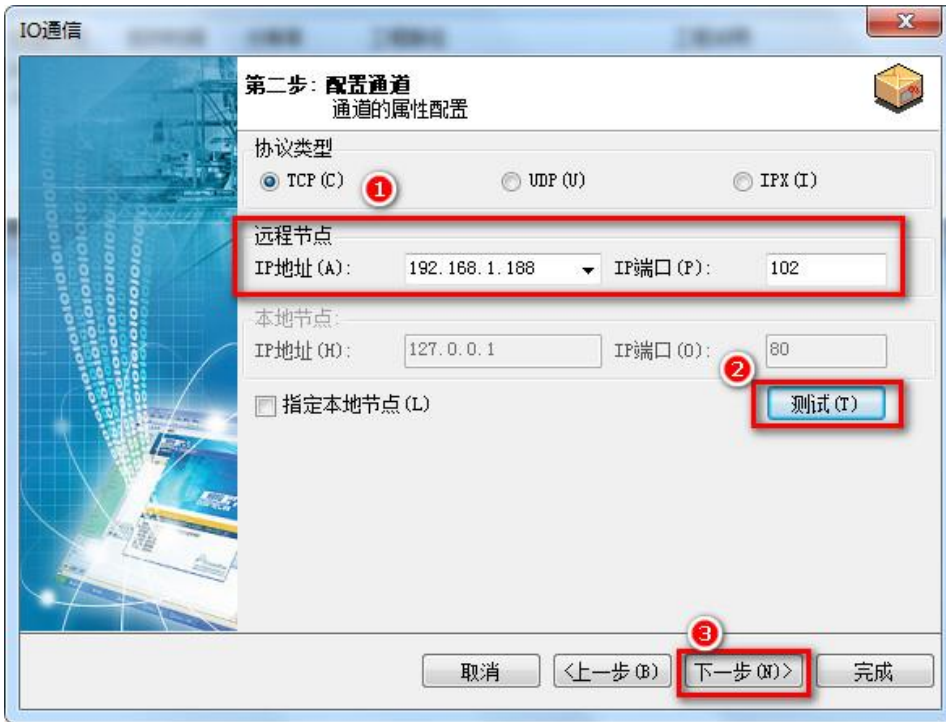 IO通信
第二步: 配置通道
通道的属性配置
协议类型
TCP(C) UDP(U) IPX(I)
1
远程节点
IP地址(A): 192.168.1.188 IP端口(P): 102
本地节点:
IP地址(H): 127.0.0.1 IP端口(O): 80
2
指定本地节点(L) 测试(T)
3
取消 <上一步(B) 下一步(N)> 完成